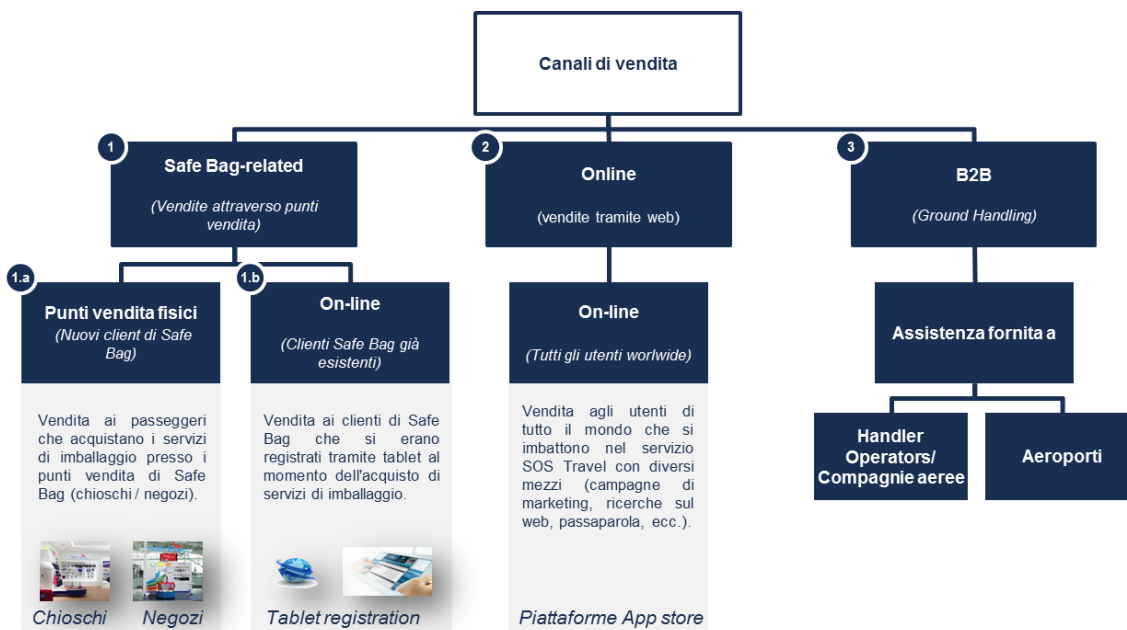 Canali di vendita
1
Safe Bag-related
(Vendite attraverso punti
vendita)
2
Online
(vendite tramite web)
3
B2B
(Ground Handling)
1.a
Punti vendita fisici
(Nuovi client di Safe
Bag)
Vendita ai passeggeri
che acquistano i servizi
di imballaggio presso i
punti vendita di Safe
Bag (chioschi / negozi).
Chioschi
Negozi
1.b
On-line
(Clienti Safe Bag già
esistenti)
Vendita ai clienti di Safe
Bag che si erano
registrati tramite tablet al
momento dell'acquisto di
servizi di imballaggio.
Tablet registration
On-line
(Tutti gli utenti worlwide)
Vendita agli utenti di
tutto il mondo che si
imbattono nel servizio
SOS Travel con diversi
mezzi (campagne di
marketing, ricerche sul
web, passaparola, ecc.).
Piattaforme App store
Assistenza fornita a
Handler
Operators/
Compagnie aeree
Aeroporti